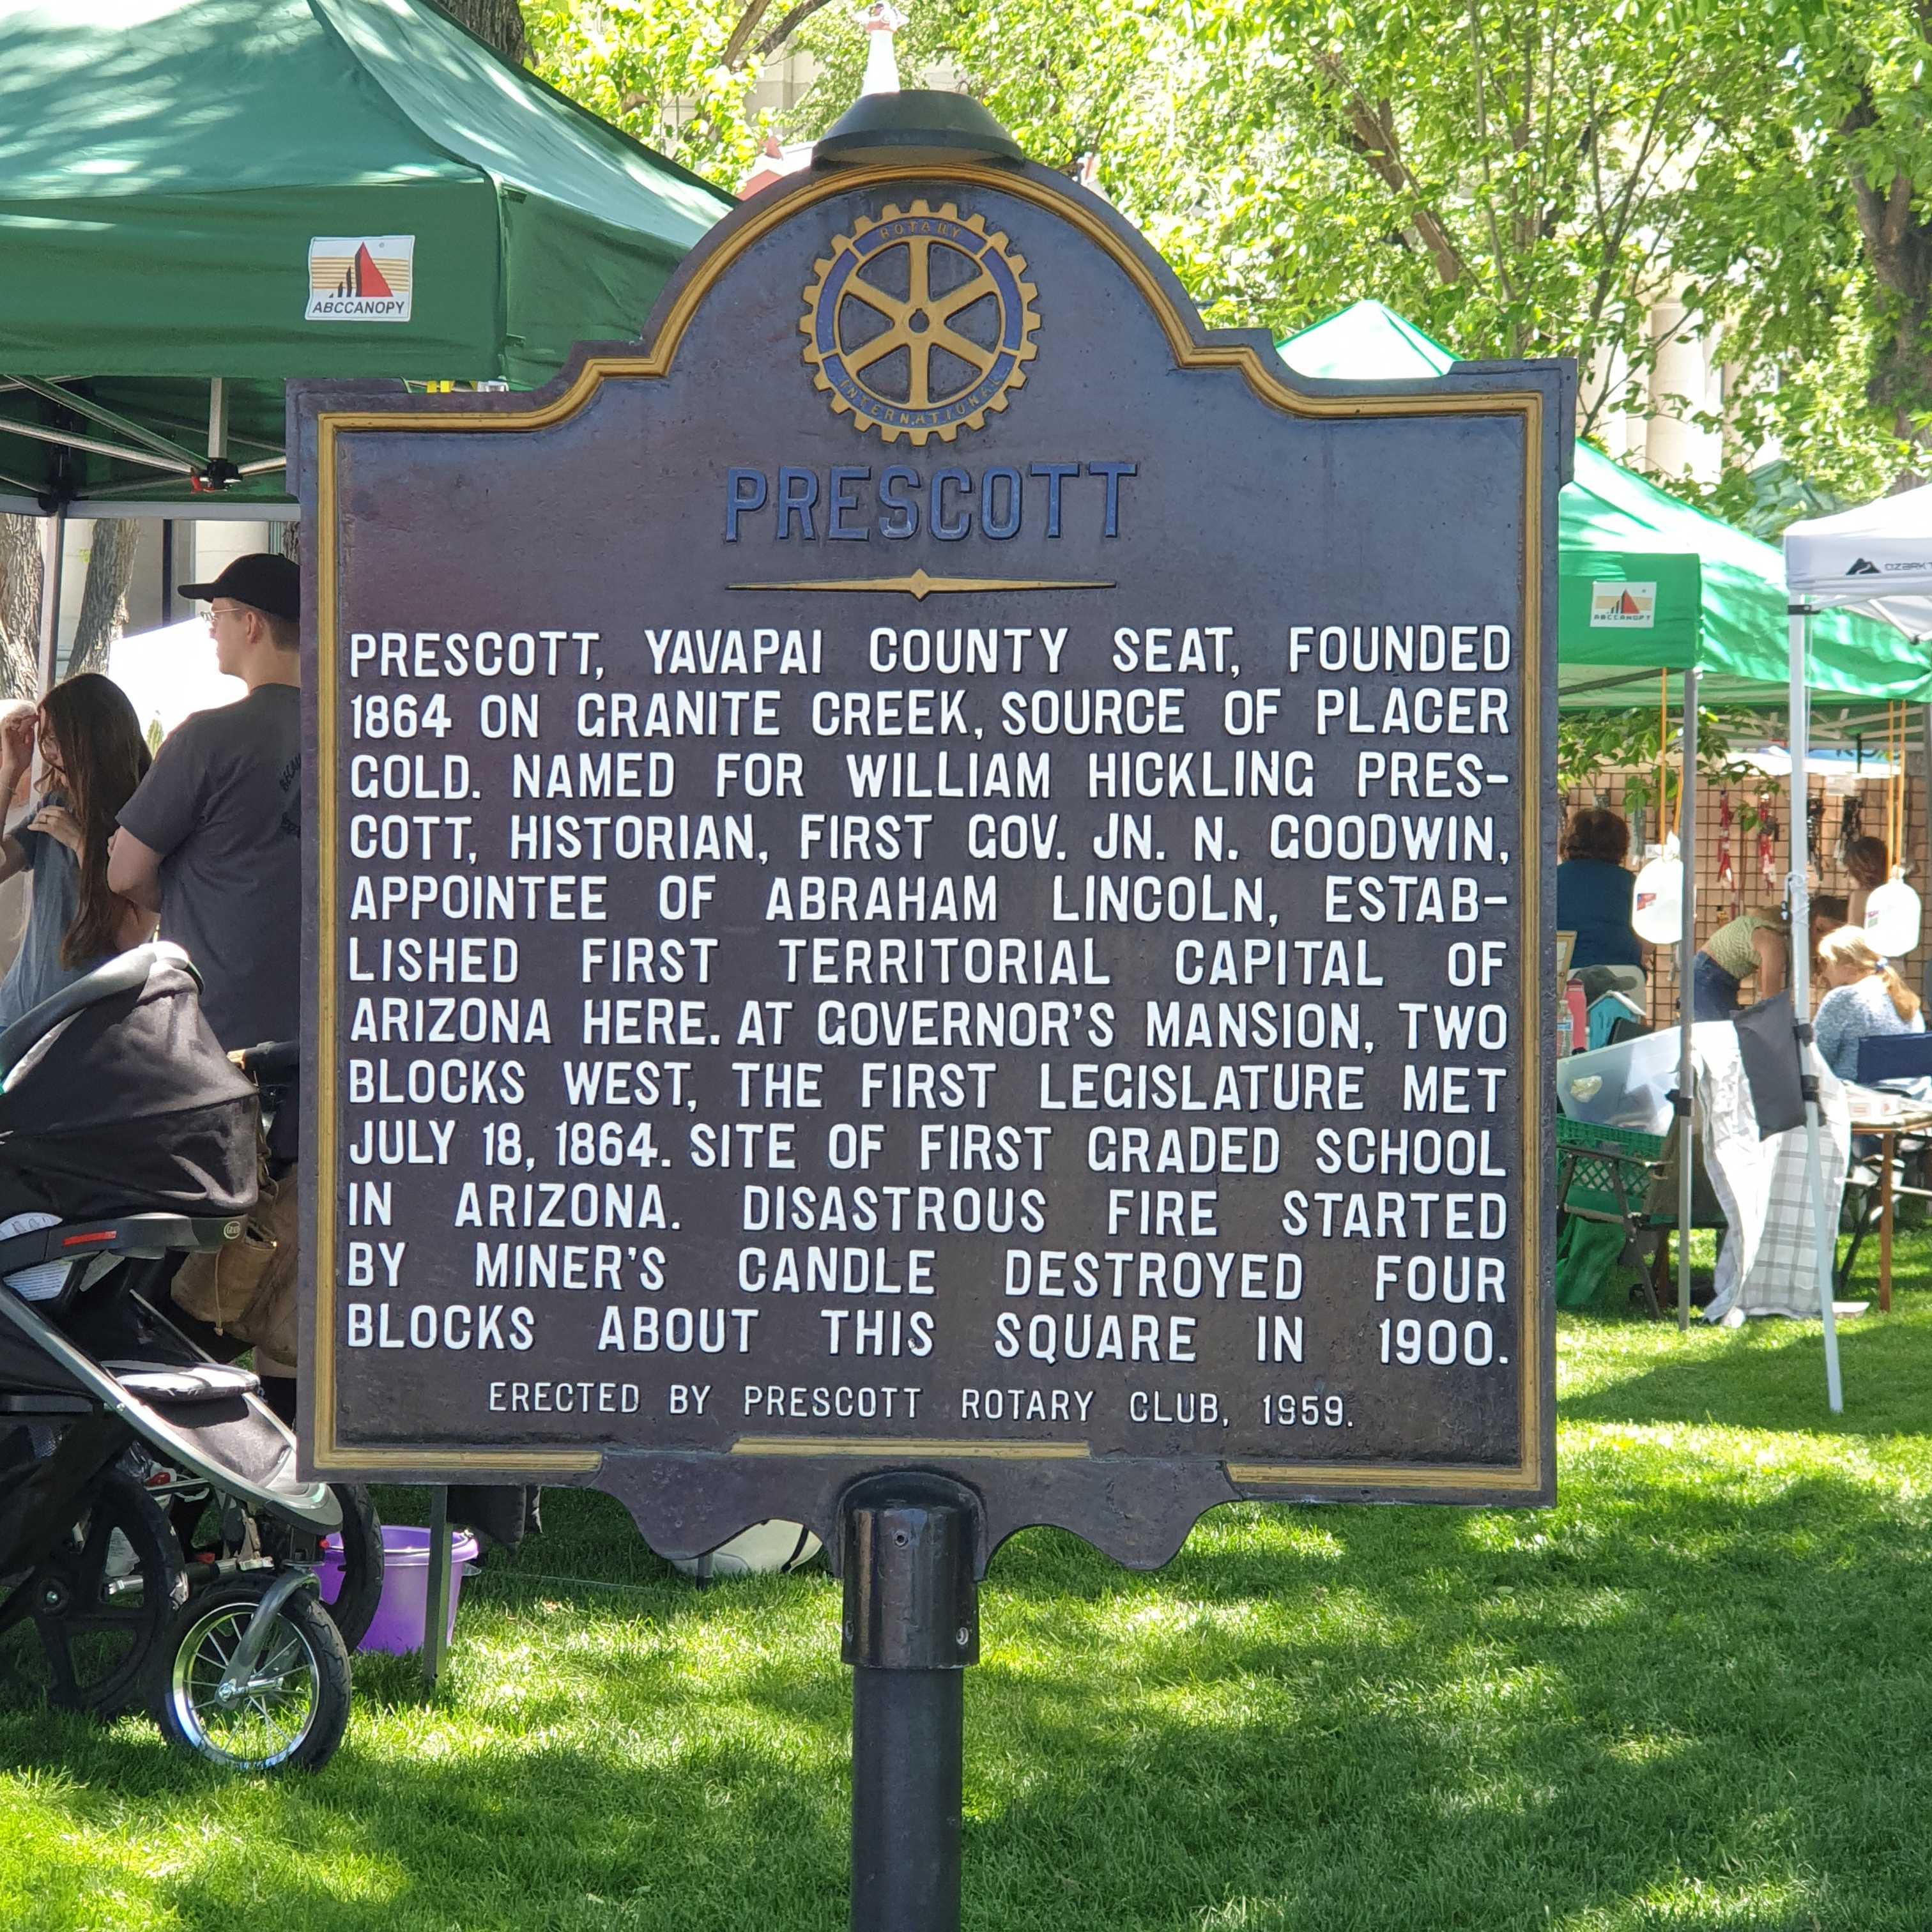 ROTARY
INTERNATIONAL
PRESCOTT
PRESCOTT, YAVAPAI COUNTY SEAT, FOUNDED
1864 ON GRANITE CREEK, SOURCE OF PLACER
GOLD. NAMED FOR WILLIAM HICKLING PRES-
COTT, HISTORIAN, FIRST GOV. JN. N. GOODWIN,
APPOINTEE OF ABRAHAM LINCOLN, ESTAB-
LISHED FIRST TERRITORIAL CAPITAL OF
ARIZONA HERE. AT GOVERNOR'S MANSION, TWO
BLOCKS WEST, THE FIRST LEGISLATURE MET
JULY 18, 1864. SITE OF FIRST GRADED SCHOOL
IN ARIZONA. DISASTROUS FIRE STARTED
BY MINER'S CANDLE DESTROYED FOUR
BLOCKS ABOUT THIS SQUARE IN 1900.
ERECTED BY PRESCOTT ROTARY CLUB, 1959.
ABCCANOPY
ABCCANOPY